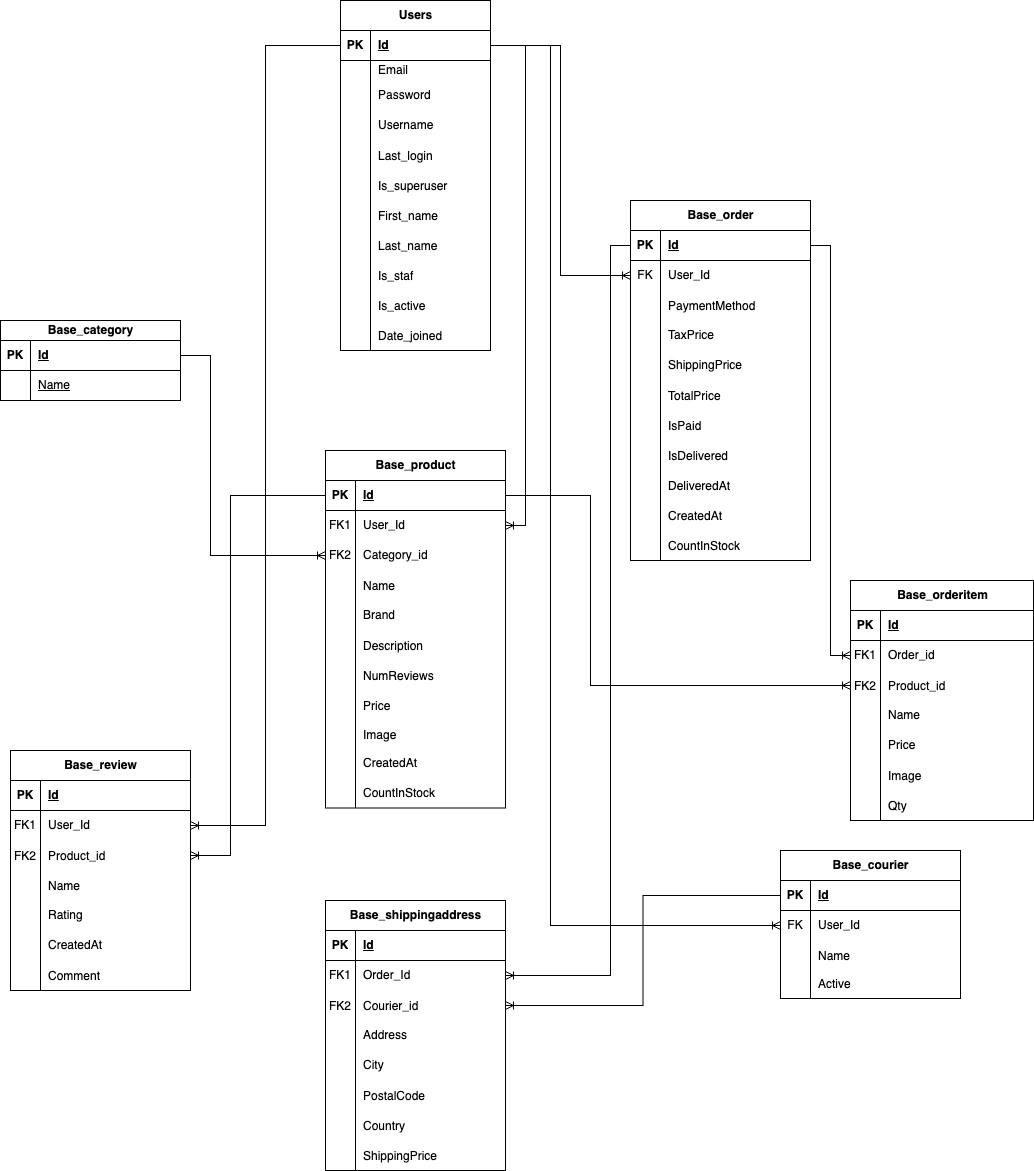 Users
PK Id
Email
Password
Username
Last_login
Is_superuser
First_name
Last_name
Is_staf
Is_active
Date_joined
Base_order
PK Id
FK User_Id
PaymentMethod
TaxPrice
ShippingPrice
TotalPrice
IsPaid
IsDelivered
DeliveredAt
CreatedAt
CountInStock
Base_category
PK Id
Name
Base_product
PK Id
FK1 User_Id
FK2 Category_id
Name
Brand
Description
NumReviews
Price
Image
CreatedAt
CountInStock
Base_orderitem
PK Id
FK1 Order_id
FK2 Product_id
Name
Price
Image
Qty
Base_review
PK Id
FK1 User_Id
FK2 Product_id
Name
Rating
CreatedAt
Comment
Base_courier
PK Id
FK User_Id
Name
Active
Base_shippingaddress
PK Id
FK1 Order_Id
FK2 Courier_id
Address
City
PostalCode
Country
ShippingPrice